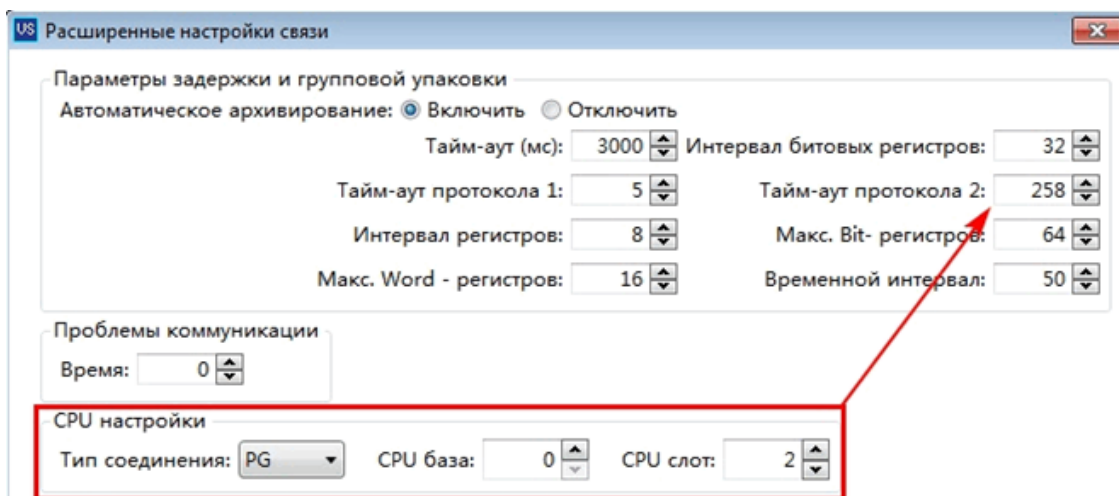 US Расширенные настройки связи
Параметры задержки и групповой упаковки
Автоматическое архивирование: Включить Отключить
Тайм-аут (мс): 3000 Интервал битовых регистров: 32
Тайм-аут протокола 1: 5 Тайм-аут протокола 2: 258
Интервал регистров: 8 Макс. Bit- регистров: 64
Макс. Word - регистров: 16 Временной интервал: 50
Проблемы коммуникации
Время: 0
CPU настройки
Тип соединения: PG CPU база: 0 CPU слот: 2